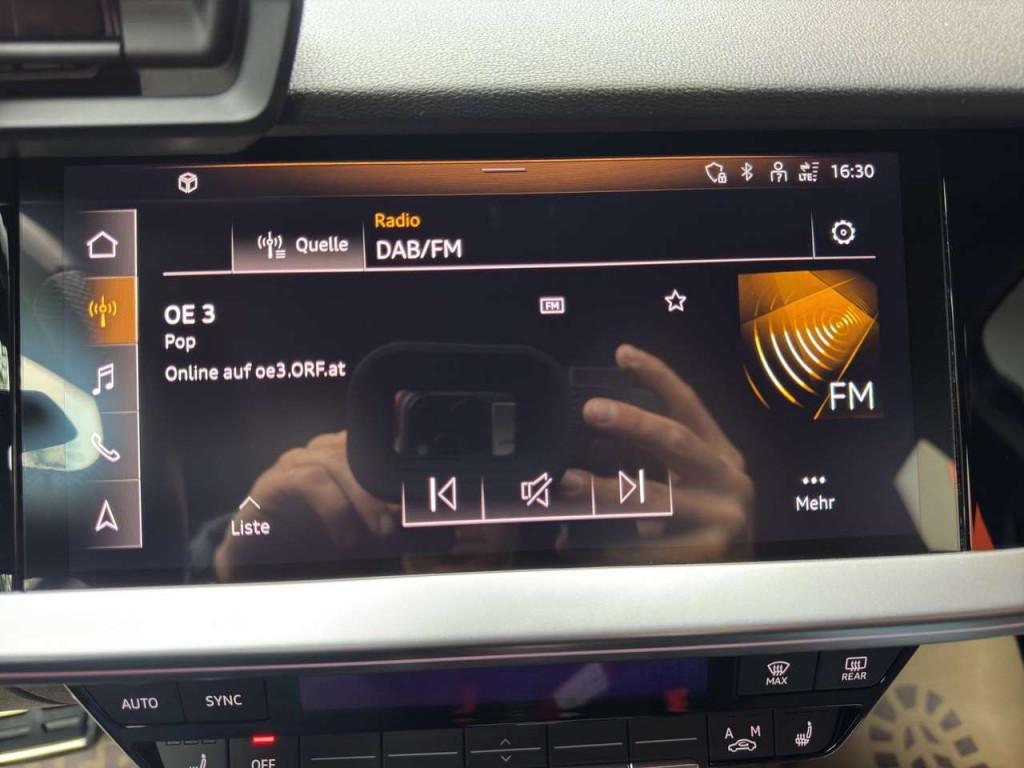 LTE 16:30
Quelle
Radio
DAB/FM
OE 3
FM
Pop
Online auf oe3.ORF.at
FM
Liste
Mehr
AUTO
SYNC
MAX
REAR
OFF
A M